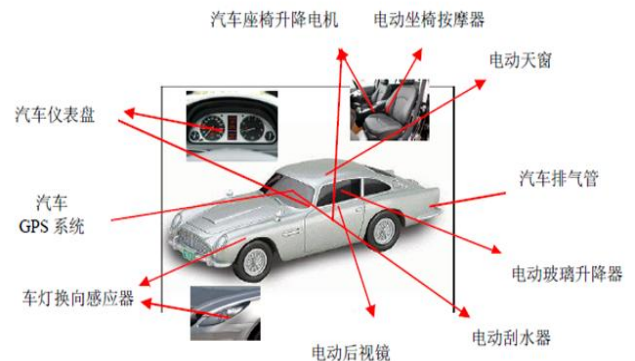 汽车座椅升降电机
电动坐椅按摩器
电动天窗
汽车仪表盘
汽车排气管
汽车
GPS 系统
电动玻璃升降器
车灯换向感应器
电动刮水器
电动后视镜